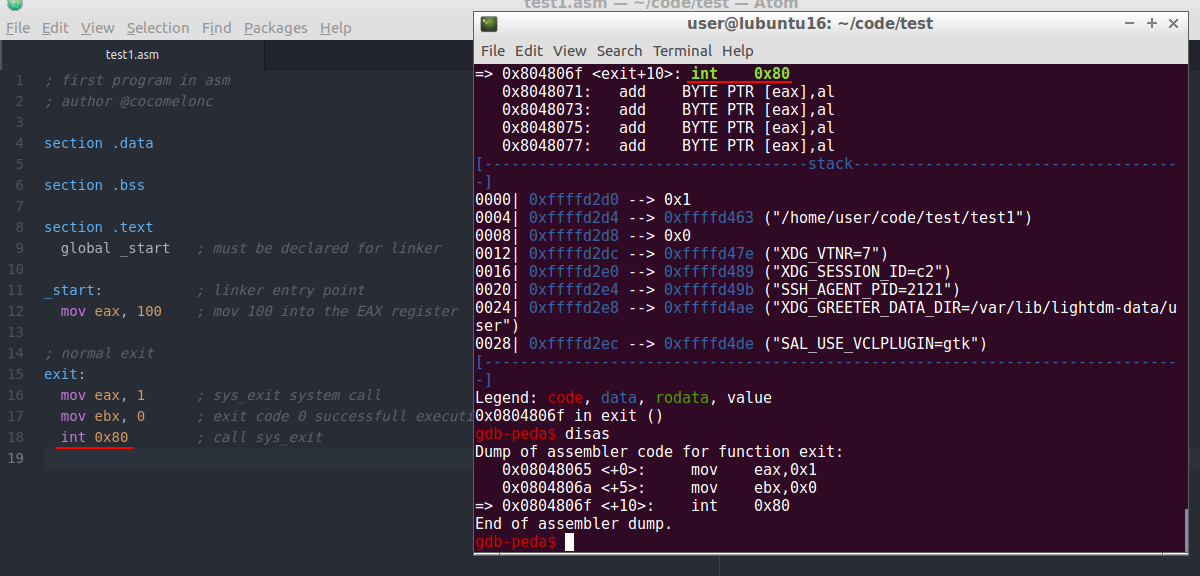 test1.asm — ~/code/test — Atom
File Edit View Selection Find Packages Help
test1.asm
1 ; first program in asm
2 ; author @cocomelonc
3
4 section .data
5
6 section .bss
7
8 section .text
9 global _start ; must be declared for linker
10
11 _start: ; linker entry point
12 mov eax, 100 ; mov 100 into the EAX register
13
14 ; normal exit
15 exit:
16 mov eax, 1 ; sys_exit system call
17 mov ebx, 0 ; exit code 0 successfull executi
18 int 0x80 ; call sys_exit
19
user@lubuntu16: ~/code/test
File Edit View Search Terminal Help
=> 0x804806f <exit+10>: int 0x80
0x8048071: add BYTE PTR [eax],al
0x8048073: add BYTE PTR [eax],al
0x8048075: add BYTE PTR [eax],al
0x8048077: add BYTE PTR [eax],al
[------------------------------------stack------------------------------------
-]
0000| 0xffffd2d0 --> 0x1
0004| 0xffffd2d4 --> 0xffffd463 ("/home/user/code/test/test1")
0008| 0xffffd2d8 --> 0x0
0012| 0xffffd2dc --> 0xffffd47e ("XDG_VTNR=7")
0016| 0xffffd2e0 --> 0xffffd489 ("XDG_SESSION_ID=c2")
0020| 0xffffd2e4 --> 0xffffd49b ("SSH_AGENT_PID=2121")
0024| 0xffffd2e8 --> 0xffffd4ae ("XDG_GREETER_DATA_DIR=/var/lib/lightdm-data/u
ser")
0028| 0xffffd2ec --> 0xffffd4de ("SAL_USE_VCLPLUGIN=gtk")
[-----------------------------------------------------------------------------
-]
Legend: code, data, rodata, value
0x0804806f in exit ()
gdb-peda$ disas
Dump of assembler code for function exit:
0x08048065 <+0>: mov eax,0x1
0x0804806a <+5>: mov ebx,0x0
=> 0x0804806f <+10>: int 0x80
End of assembler dump.
gdb-peda$